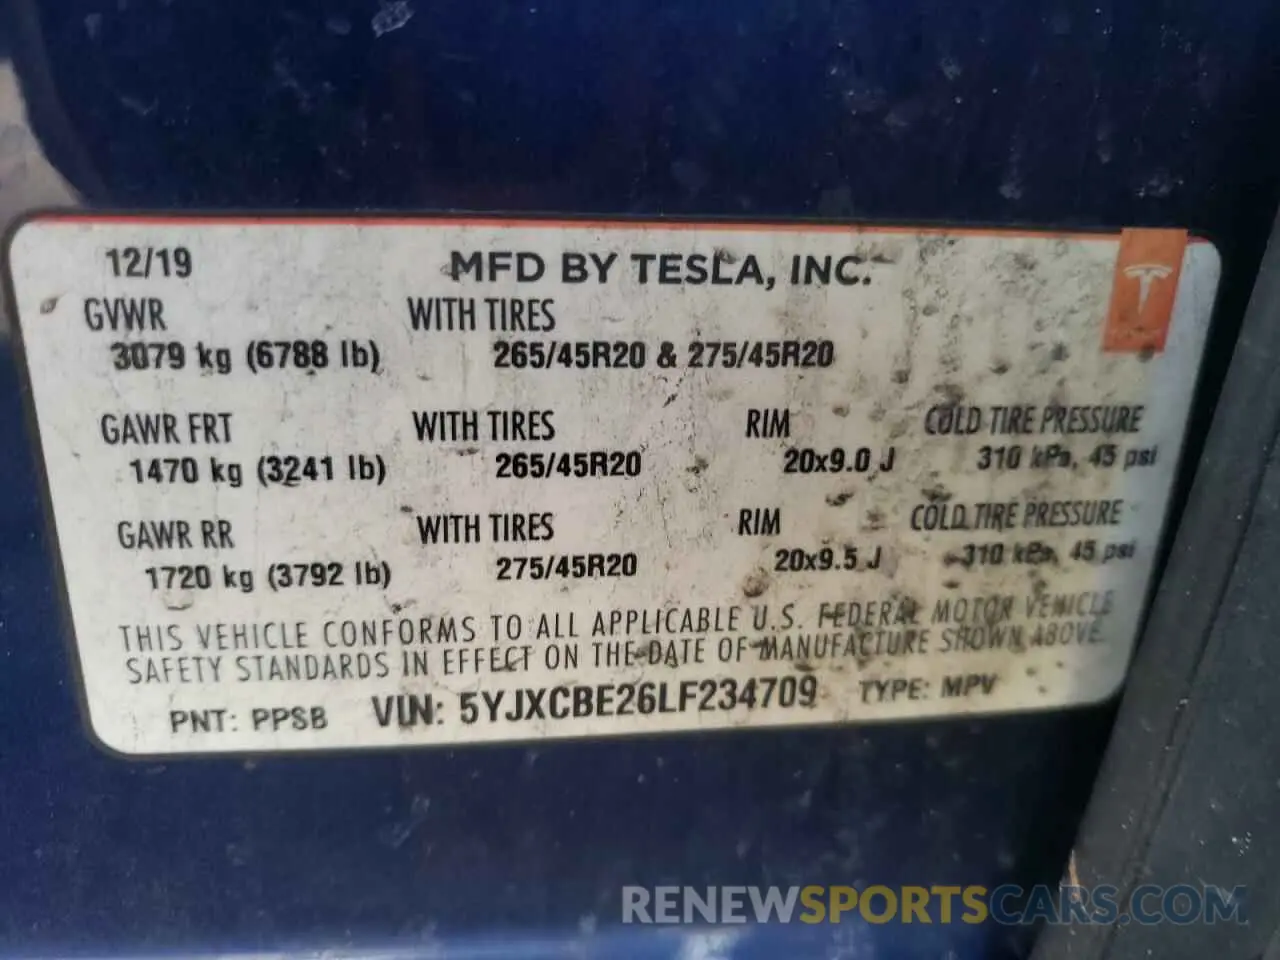 12/19 MFD BY TESLA, INC.
GVWR WITH TIRES
3079 kg (6788 lb) 265/45R20 & 275/45R20
GAWR FRT WITH TIRES RIM COLD TIRE PRESSURE
1470 kg (3241 lb) 265/45R20 20x9.0 J 310 kPa, 45 psi
GAWR RR WITH TIRES RIM COLD TIRE PRESSURE
1720 kg (3792 lb) 275/45R20 20x9.5 J 310 kPa, 45 psi
THIS VEHICLE CONFORMS TO ALL APPLICABLE U.S. FEDERAL MOTOR VEHICLE
SAFETY STANDARDS IN EFFECT ON THE DATE OF MANUFACTURE SHOWN ABOVE.
PNT: PPSB VIN: 5YJXCBE26LF234709 TYPE: MPV
RENEWSPORTSCARS.COM